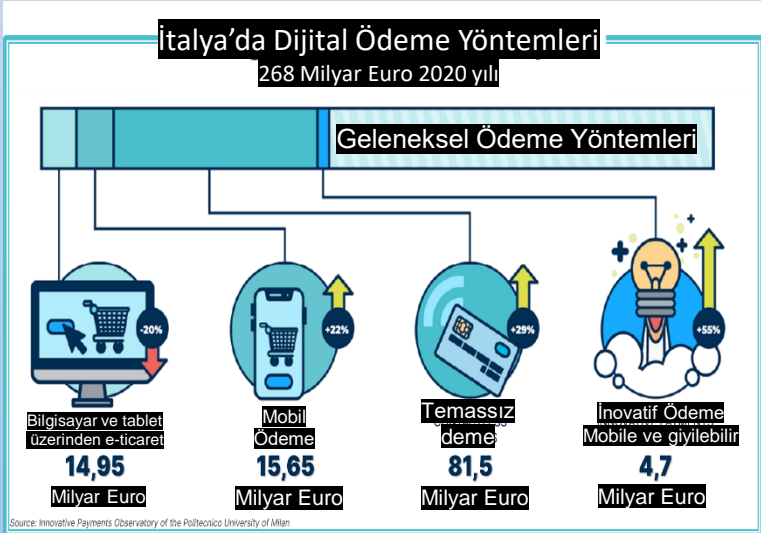 İtalya'da Dijital Ödeme Yöntemleri
268 Milyar Euro 2020 yılı
Geleneksel Ödeme Yöntemleri
-20%
+22%
+29%
+55%
Bilgisayar ve tablet
üzerinden e-ticaret
14,95
Milyar Euro
Mobil
Ödeme
15,65
Milyar Euro
Temassız
deme
81,5
Milyar Euro
İnovatif Ödeme
Mobile ve giyilebilir
4,7
Milyar Euro
Source: Innovative Payments Observatory of the Politecnico University of Milan